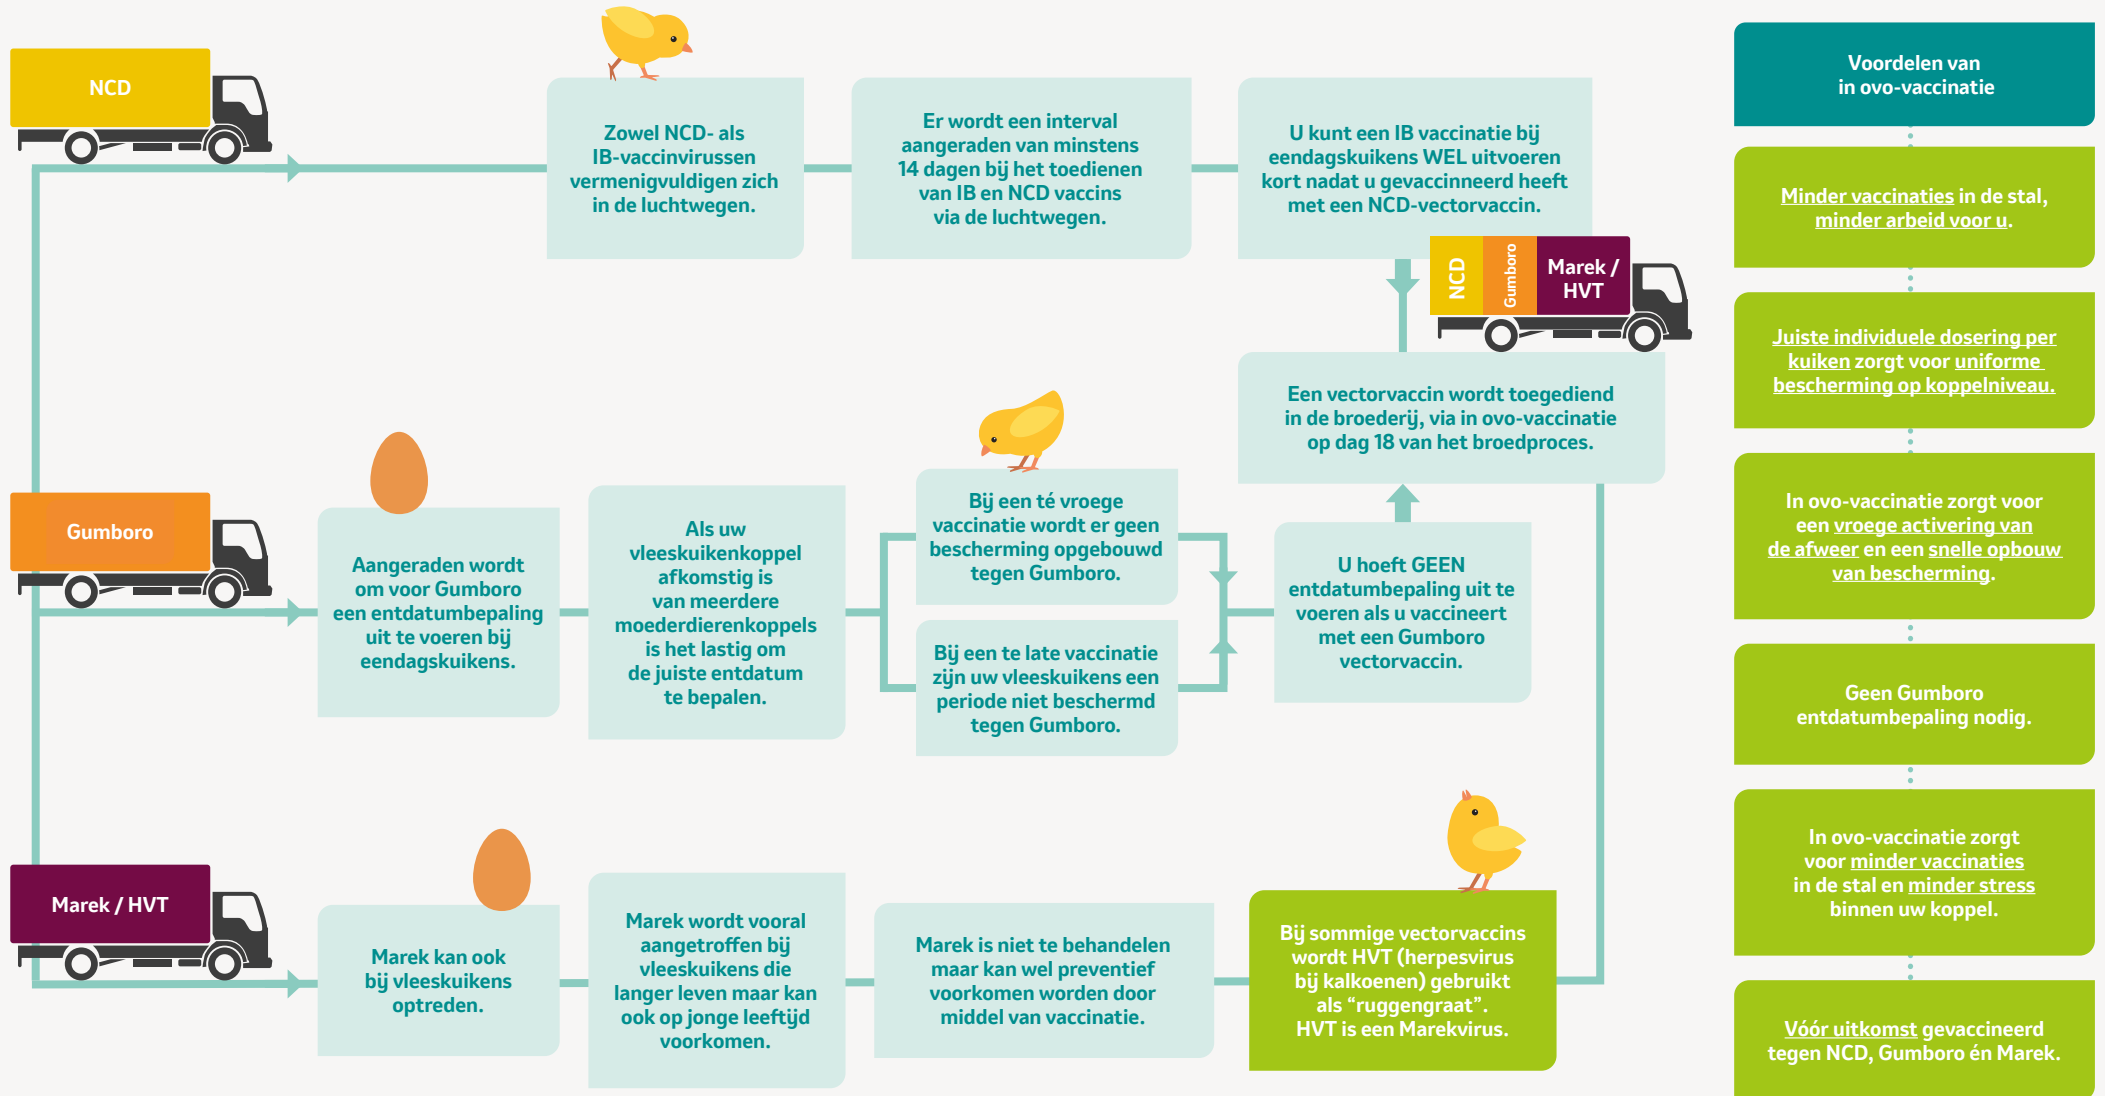 NCD
Zowel NCD- als
IB-vaccinvirussen
vermenigvuldigen zich
in de luchtwegen.
Er wordt een interval
aangeraden van minstens
14 dagen bij het toedienen
van IB en NCD vaccins
via de luchtwegen.
U kunt een IB vaccinatie bij
eendagskuikens WEL uitvoeren
kort nadat u gevaccinneerd heeft
met een NCD-vectorvaccin.
NCD
Gumboro
Marek /
HVT
Een vectorvaccin wordt toegediend
in de broederij, via in ovo-vaccinatie
op dag 18 van het broedproces.
Gumboro
Aangeraden wordt
om voor Gumboro
een entdatumbepaling
uit te voeren bij
eendagskuikens.
Als uw
vleeskuikenkoppel
afkomstig is
van meerdere
moederdierenkoppels
is het lastig om
de juiste entdatum
te bepalen.
Bij een té vroege
vaccinatie wordt er geen
bescherming opgebouwd
tegen Gumboro.
Bij een te late vaccinatie
zijn uw vleeskuikens een
periode niet beschermd
tegen Gumboro.
U hoeft GEEN
entdatumbepaling uit te
voeren als u vaccineert
met een Gumboro
vectorvaccin.
Marek / HVT
Marek kan ook
bij vleeskuikens
optreden.
Marek wordt vooral
aangetroffen bij
vleeskuikens die
langer leven maar kan
ook op jonge leeftijd
voorkomen.
Marek is niet te behandelen
maar kan wel preventief
voorkomen worden door
middel van vaccinatie.
Bij sommige vectorvaccins
wordt HVT (herpesvirus
bij kalkoenen) gebruikt
als “ruggengraat”.
HVT is een Marekvirus.
Voordelen van
in ovo-vaccinatie
Minder vaccinaties in de stal,
minder arbeid voor u.
Juiste individuele dosering per
kuiken zorgt voor uniforme
bescherming op koppelniveau.
In ovo-vaccinatie zorgt voor
een vroege activering van
de afweer en een snelle opbouw
van bescherming.
Geen Gumboro
entdatumbepaling nodig.
In ovo-vaccinatie zorgt
voor minder vaccinaties
in de stal en minder stress
binnen uw koppel.
Vóór uitkomst gevaccineerd
tegen NCD, Gumboro én Marek.